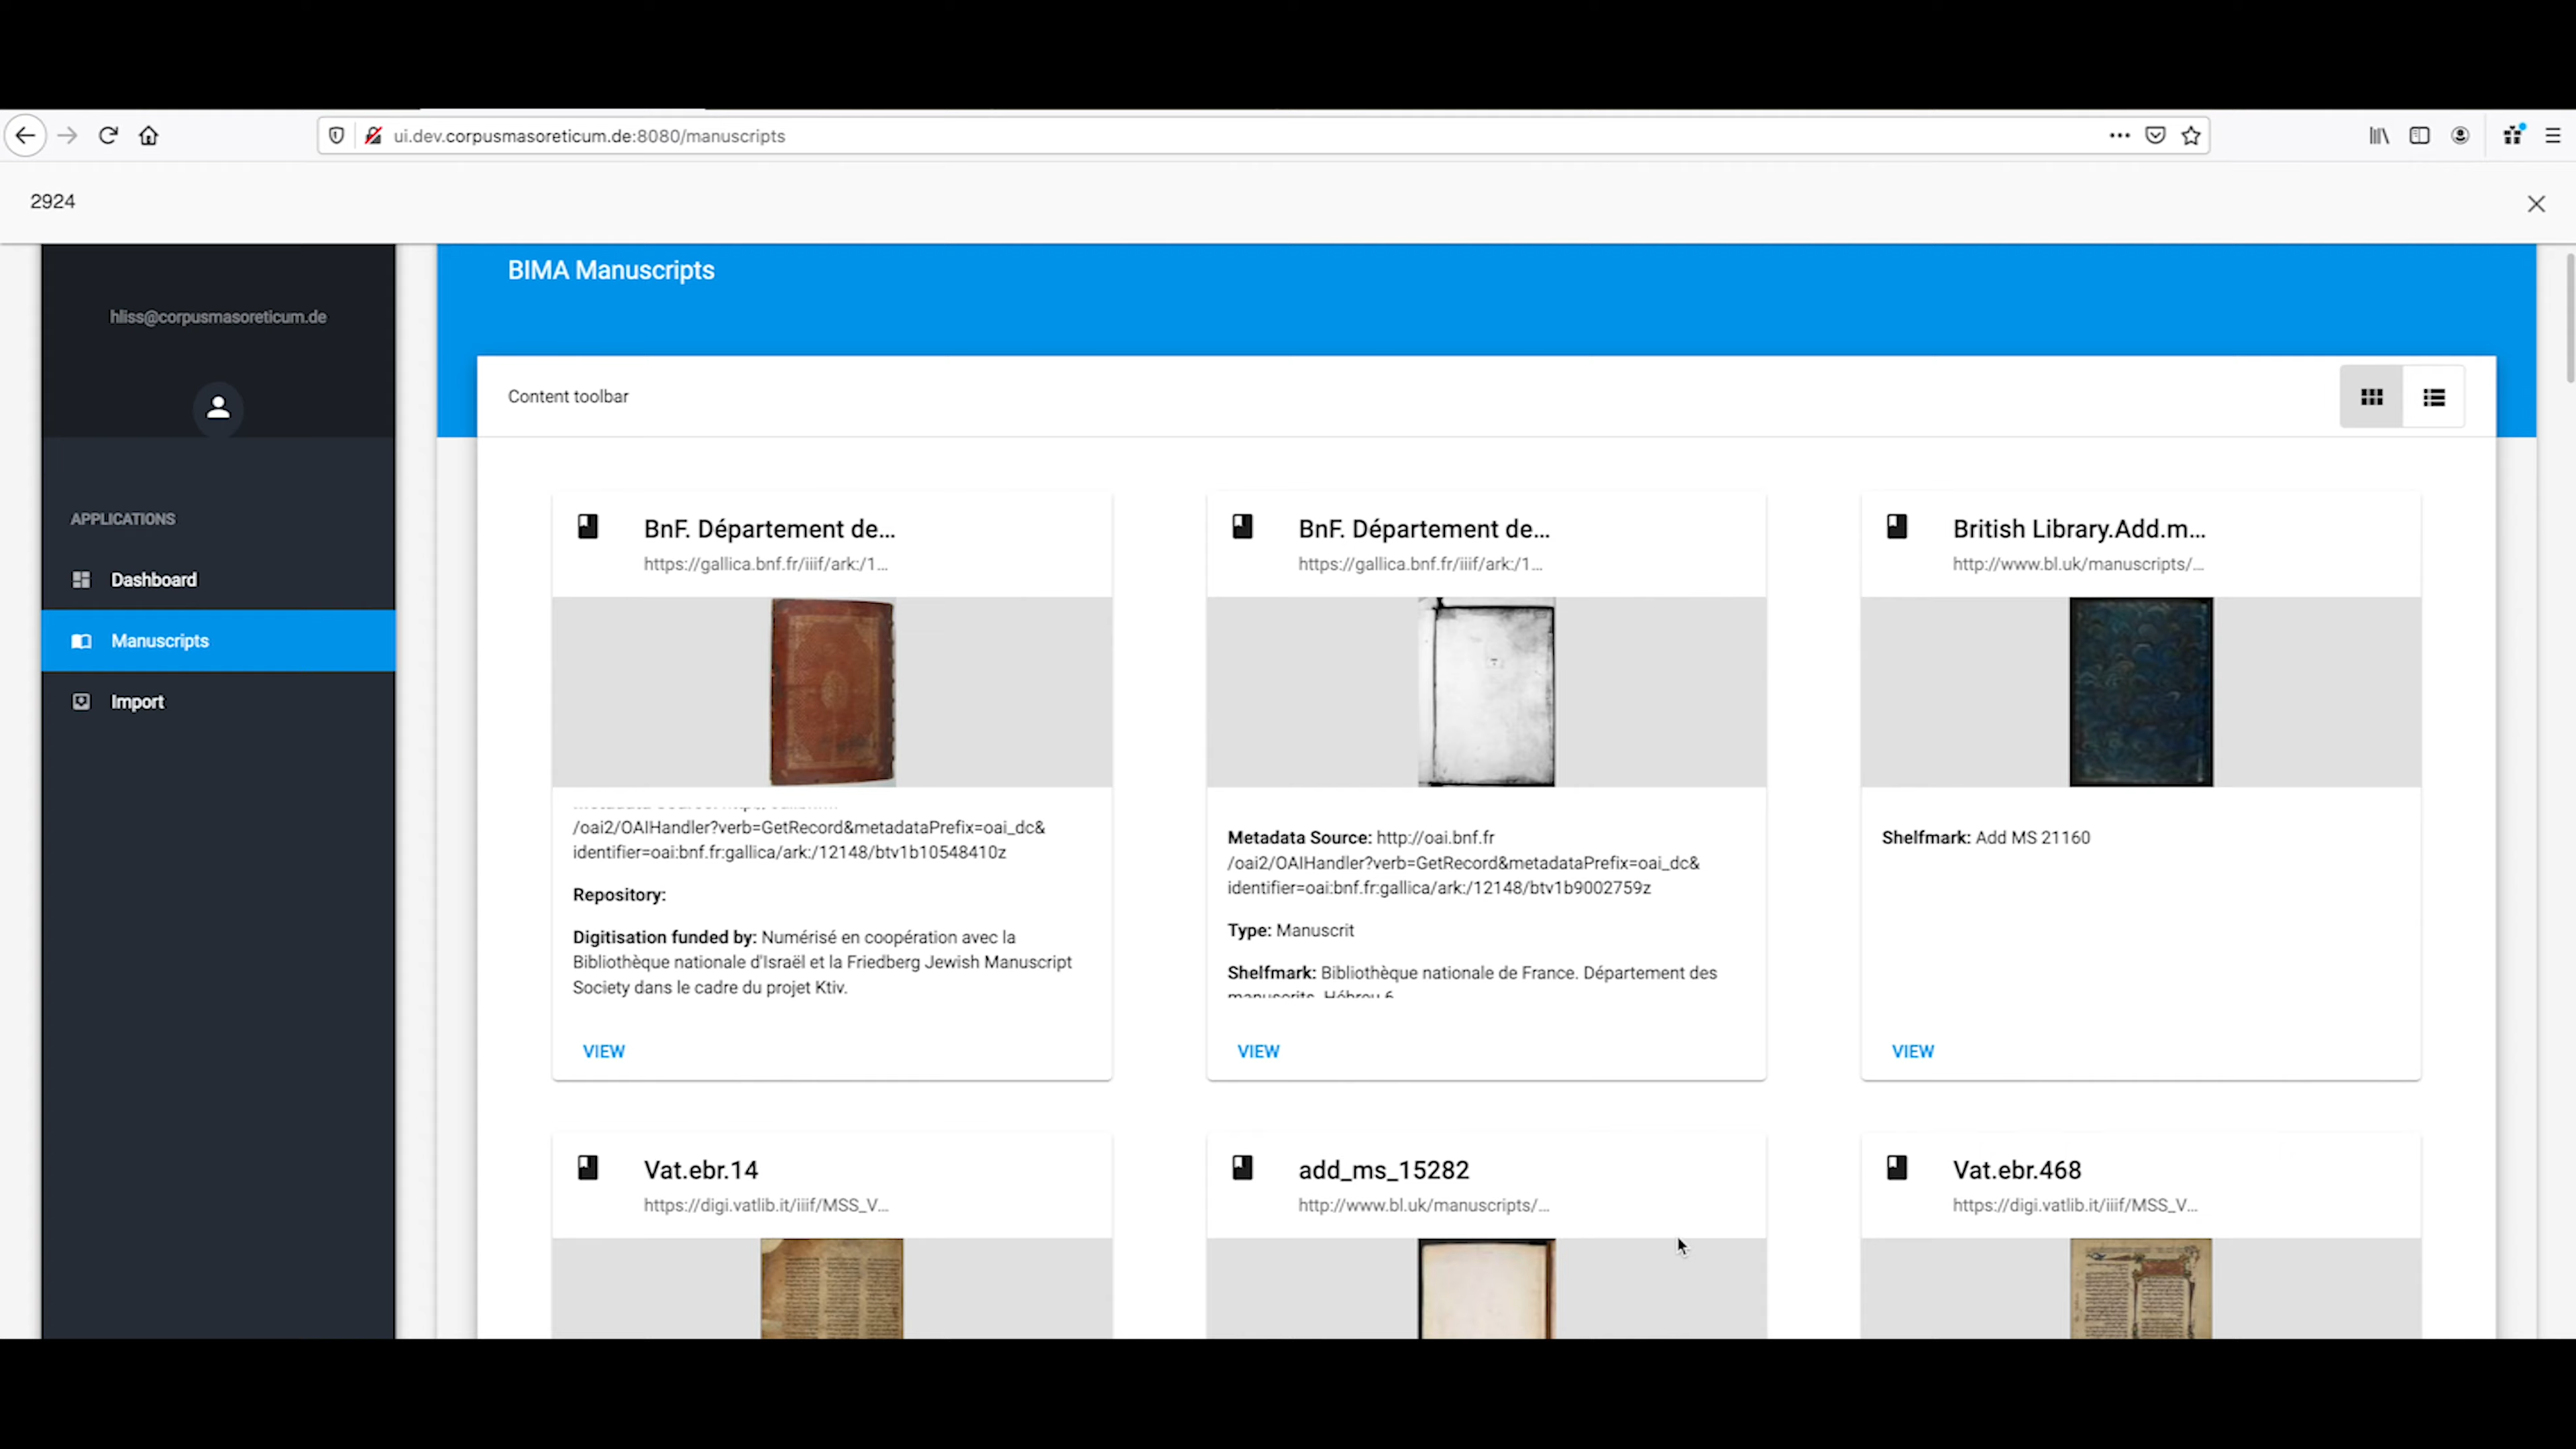 ui.dev.corpusmasoreticum.de:8080/manuscripts
2924
BIMA Manuscripts
hliss@corpusmasoreticum.de
Content toolbar
APPLICATIONS
Dashboard
Manuscripts
Import
BnF. Département de...
https://gallica.bnf.fr/iiif/ark:/1...
/oai2/OAIHandler?verb=GetRecord&metadataPrefix=oai_dc&
identifier=oai:bnf.fr:gallica/ark:/12148/btv1b10548410z
Repository:
Digitisation funded by: Numérisé en coopération avec la
Bibliothèque nationale d'Israël et la Friedberg Jewish Manuscript
Society dans le cadre du projet Ktiv.
VIEW
BnF. Département de...
https://gallica.bnf.fr/iiif/ark:/1...
Metadata Source: http://oai.bnf.fr
/oai2/OAIHandler?verb=GetRecord&metadataPrefix=oai_dc&
identifier=oai:bnf.fr:gallica/ark:/12148/btv1b9002759z
Type: Manuscrit
Shelfmark: Bibliothèque nationale de France. Département des
manuscrits. Hébreu 6
VIEW
British Library.Add.m...
http://www.bl.uk/manuscripts/...
Shelfmark: Add MS 21160
VIEW
Vat.ebr.14
https://digi.vatlib.it/iiif/MSS_V...
add_ms_15282
http://www.bl.uk/manuscripts/...
Vat.ebr.468
https://digi.vatlib.it/iiif/MSS_V...